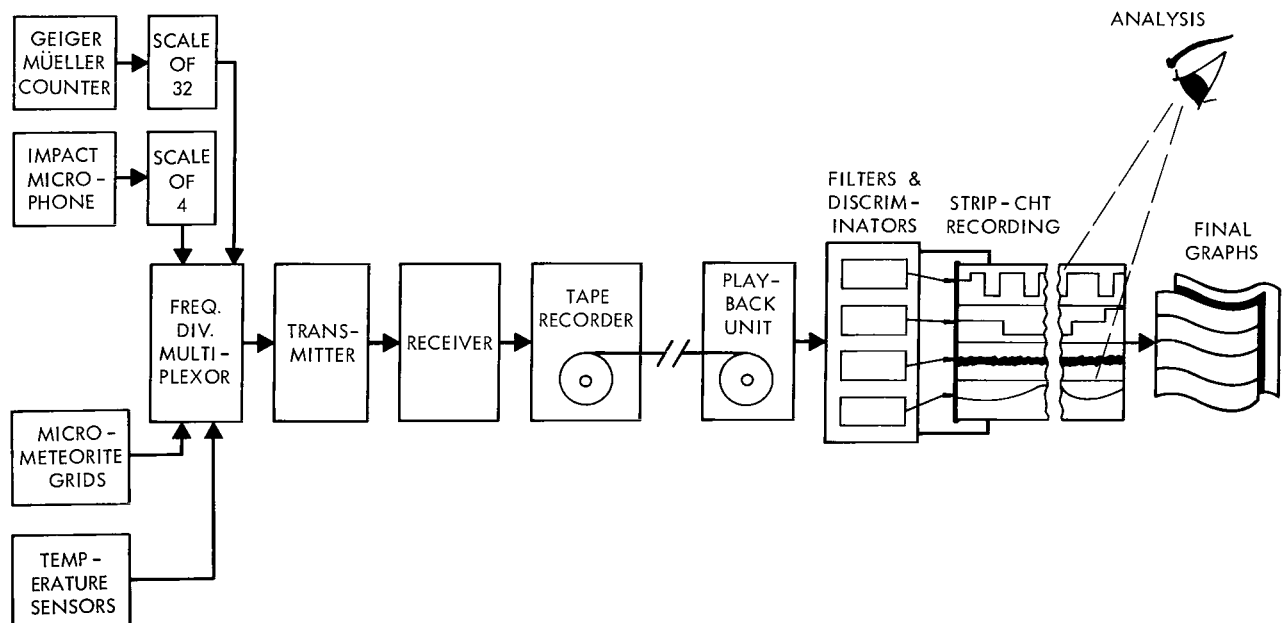 GEIGER
MÜELLER
COUNTER
SCALE
OF
32
IMPACT
MICRO-
PHONE
SCALE
OF
4
FREQ.
DIV.
MULTI-
PLEXOR
MICRO-
METEORITE
GRIDS
TEMP-
ERATURE
SENSORS
TRANS-
MITTER
RECEIVER
TAPE
RECORDER
PLAY-
BACK
UNIT
FILTERS &
DISCRIM-
INATORS
STRIP-CHT
RECORDING
ANALYSIS
FINAL
GRAPHS